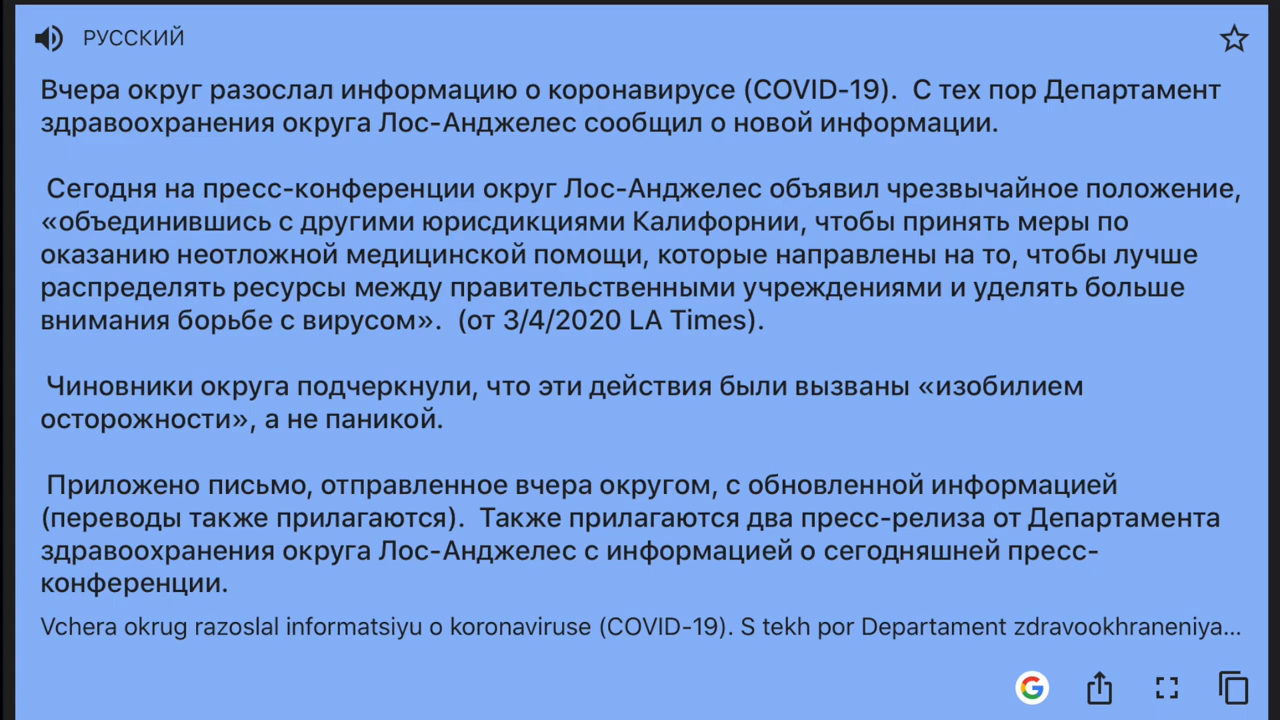 РУССКИЙ
Вчера округ разослал информацию о коронавирусе (COVID-19).  С тех пор Департамент
здравоохранения округа Лос-Анджелес сообщил о новой информации.
Сегодня на пресс-конференции округ Лос-Анджелес объявил чрезвычайное положение,
«объединившись с другими юрисдикциями Калифорнии, чтобы принять меры по
оказанию неотложной медицинской помощи, которые направлены на то, чтобы лучше
распределять ресурсы между правительственными учреждениями и уделять больше
внимания борьбе с вирусом».  (от 3/4/2020 LA Times).
Чиновники округа подчеркнули, что эти действия были вызваны «изобилием
осторожности», а не паникой.
Приложено письмо, отправленное вчера округом, с обновленной информацией
(переводы также прилагаются).  Также прилагаются два пресс-релиза от Департамента
здравоохранения округа Лос-Анджелес с информацией о сегодняшней пресс-
конференции.
Vchera okrug razoslal informatsiyu o koronaviruse (COVID-19). S tekh por Departament zdravookhraneniya...